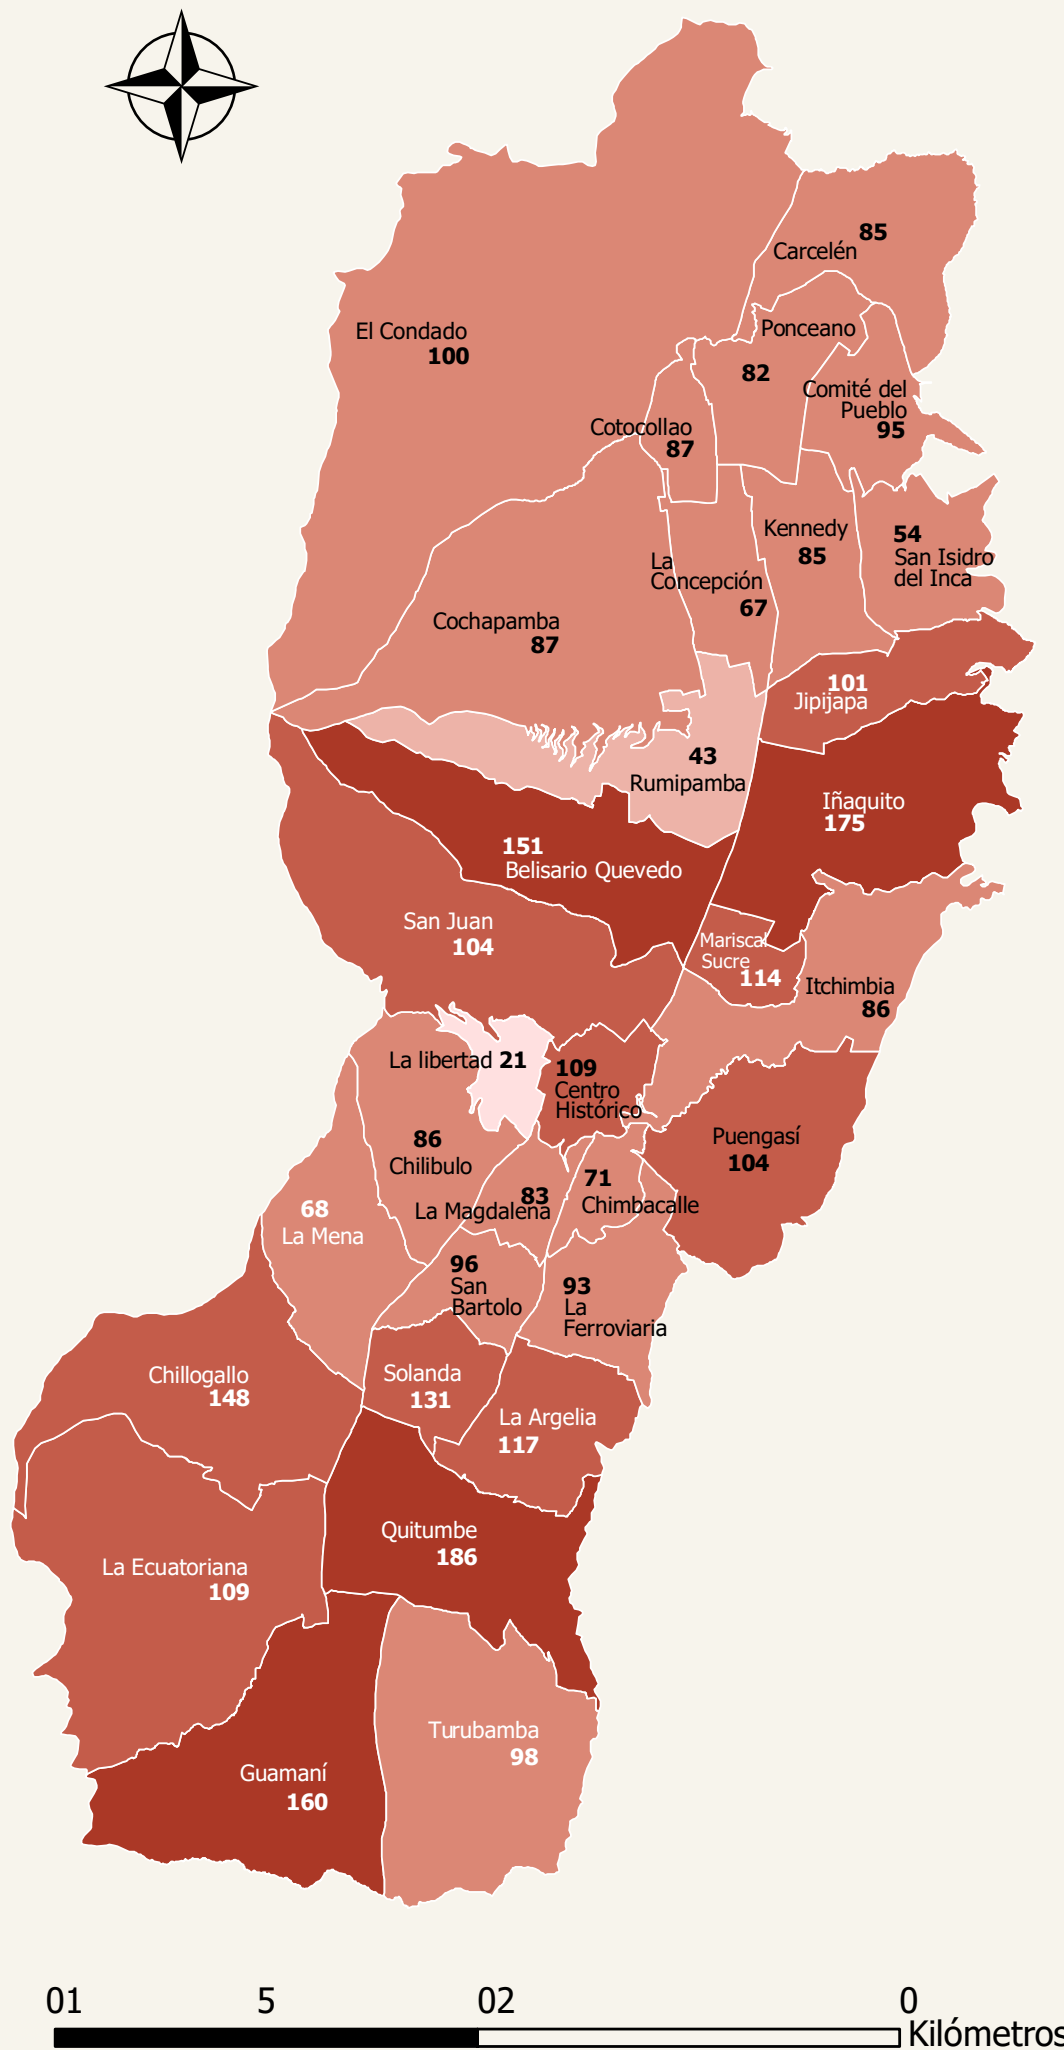 85
Carcelén
Ponceano
82
El Condado
100
Comité del
Pueblo
95
Cotocollao
87
Kennedy
85
54
San Isidro
del Inca
La
Concepción
67
Cochapamba
87
101
Jipijapa
43
Rumipamba
Iñaquito
175
151
Belisario Quevedo
San Juan
104
Mariscal
Sucre
114
Itchimbia
86
La libertad 21
109
Centro
Histórico
Puengasí
104
86
Chilibulo
83
La Magdalena
71
Chimbacalle
68
La Mena
96
San
Bartolo
93
La
Ferroviaria
Chillogallo
148
Solanda
131
La Argelia
117
Quitumbe
186
La Ecuatoriana
109
Turubamba
98
Guamaní
160
01 5 02 0
Kilómetros